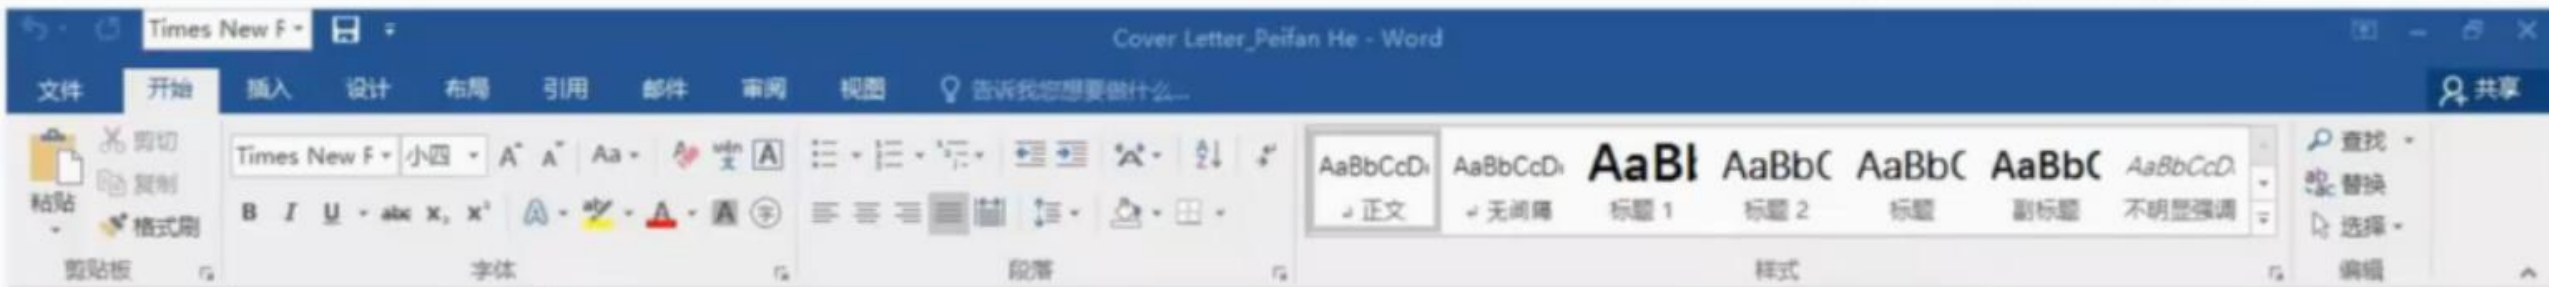 Times New F
Cover Letter_Peifan He - Word
文件 开始 插入 设计 布局 引用 邮件 审阅 视图 告诉我您想要做什么... 共享
剪切 Times New F 小四 A A Aa wén 文 A AaBbCcDı AaBbCcDı AaBl AaBbC AaBbC AaBbC AaBbCcD. 查找
复制 替换
粘贴 格式刷 B I U abc x₂ x² A aby A A 字 正文 无间隔 标题 1 标题 2 标题 副标题 不明显强调 选择
剪贴板 字体 段落 样式 编辑